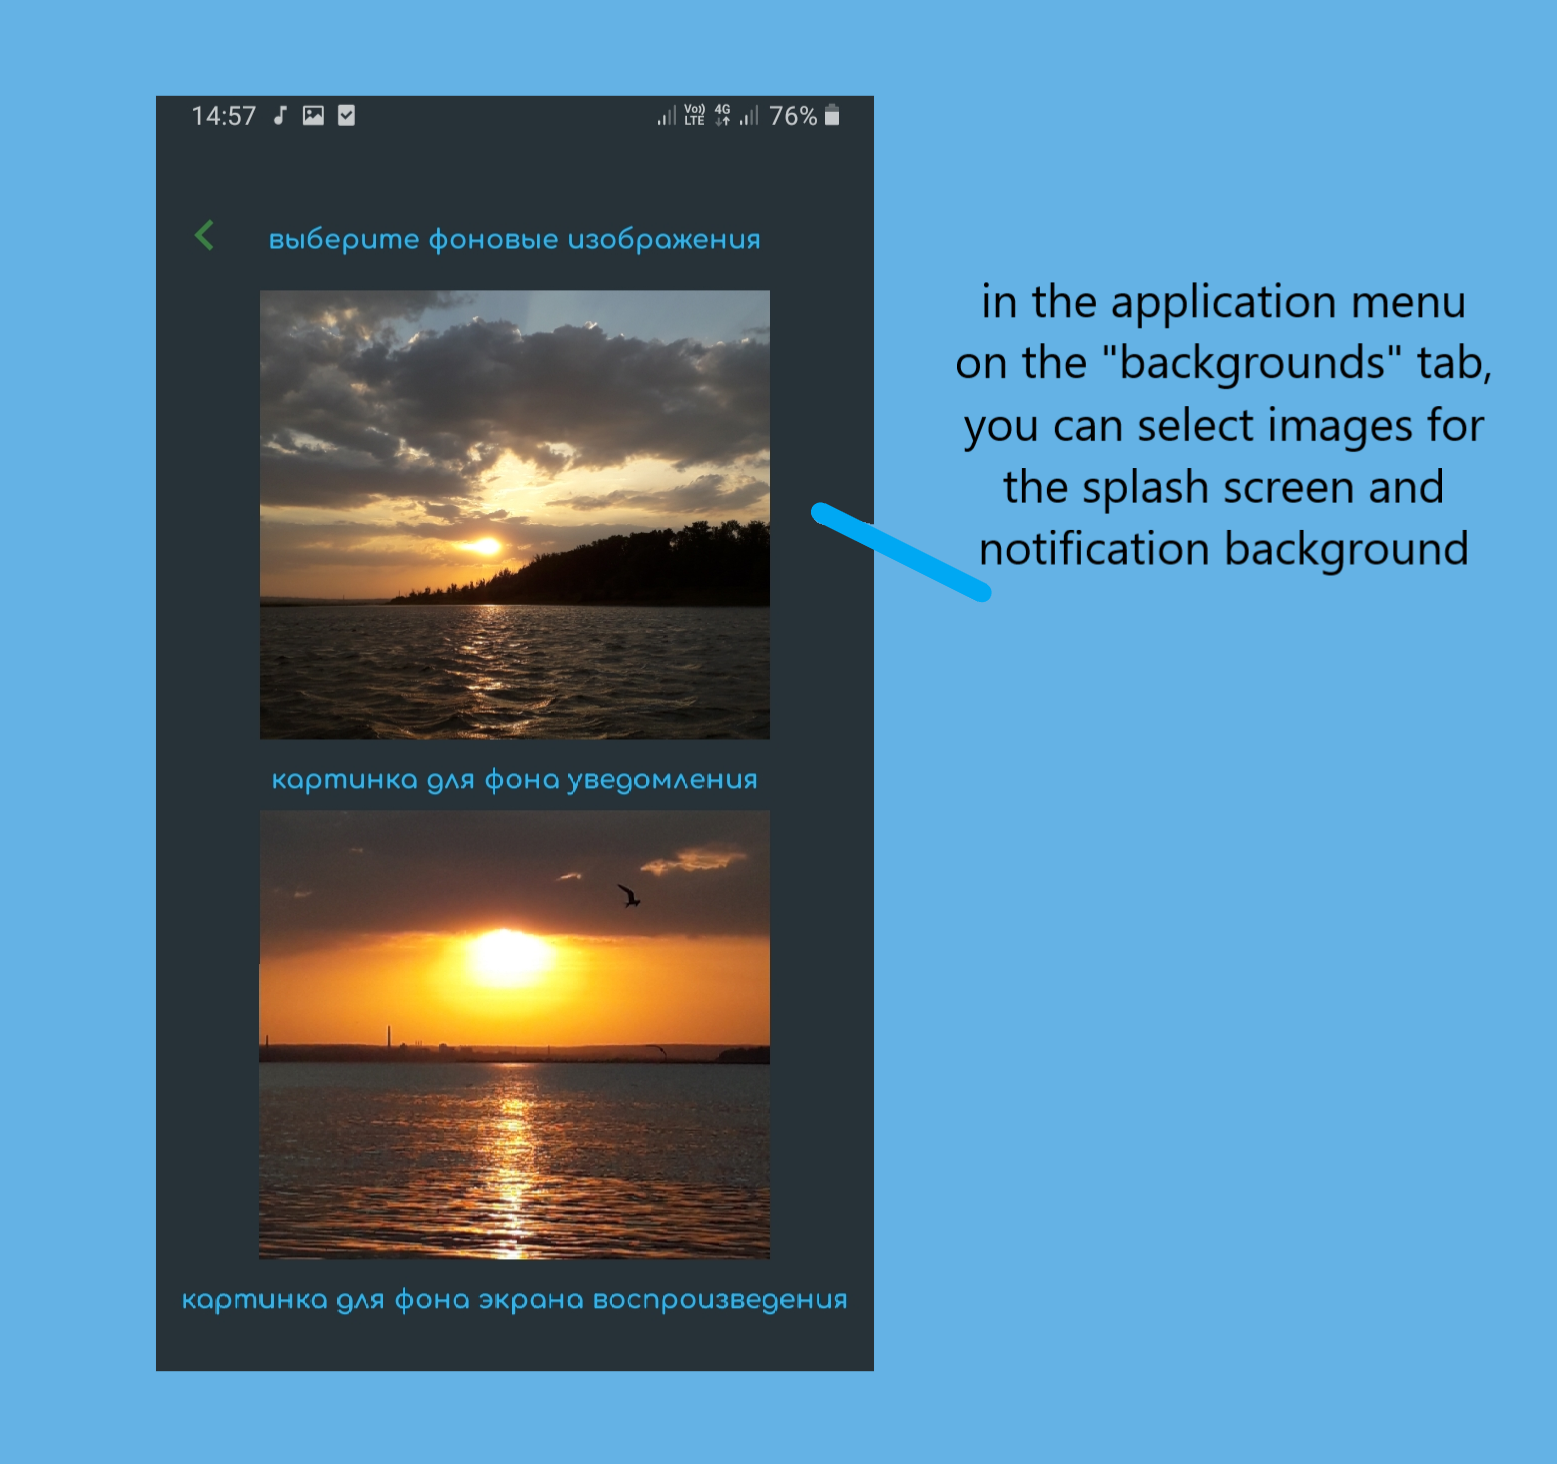 14:57
Vo)) LTE 4G 76%
выберите фоновые изображения
картинка для фона уведомления
картинка для фона экрана воспроизведения
in the application menu
on the "backgrounds" tab,
you can select images for
the splash screen and
notification background